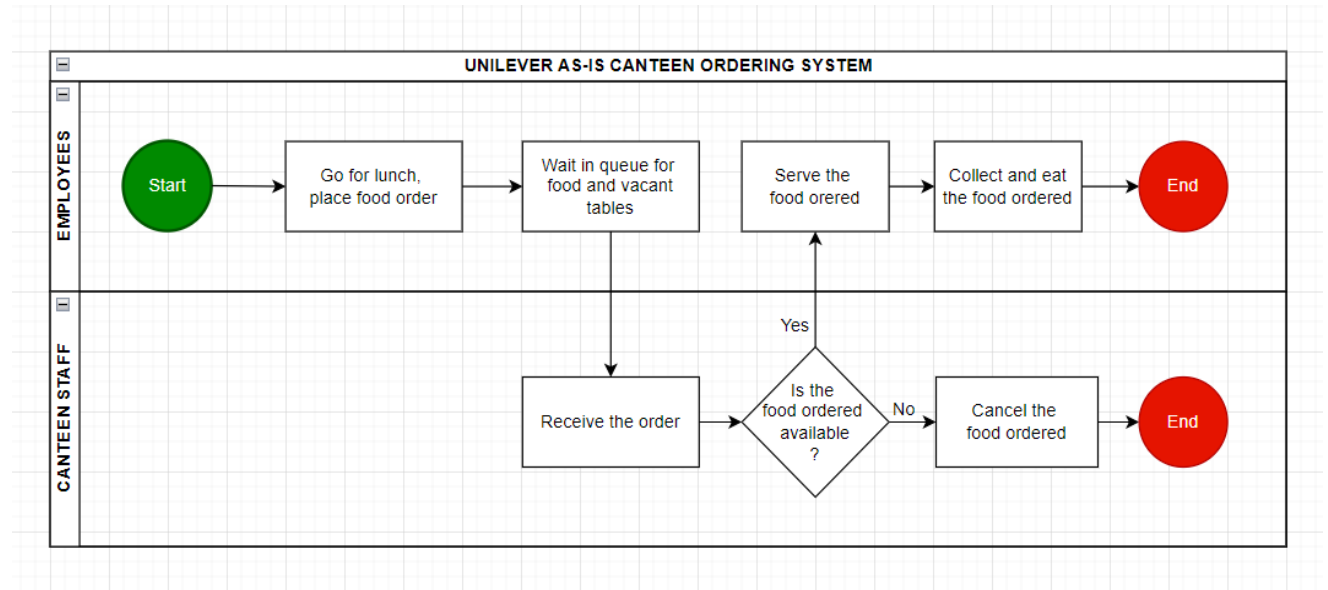 UNILEVER AS-IS CANTEEN ORDERING SYSTEM
EMPLOYEES
Start
Go for lunch,
place food order
Wait in queue for
food and vacant
tables
Serve the
food orered
Collect and eat
the food ordered
End
CANTEEN STAFF
Receive the order
Yes
Is the
food ordered
available
?
No
Cancel the
food ordered
End